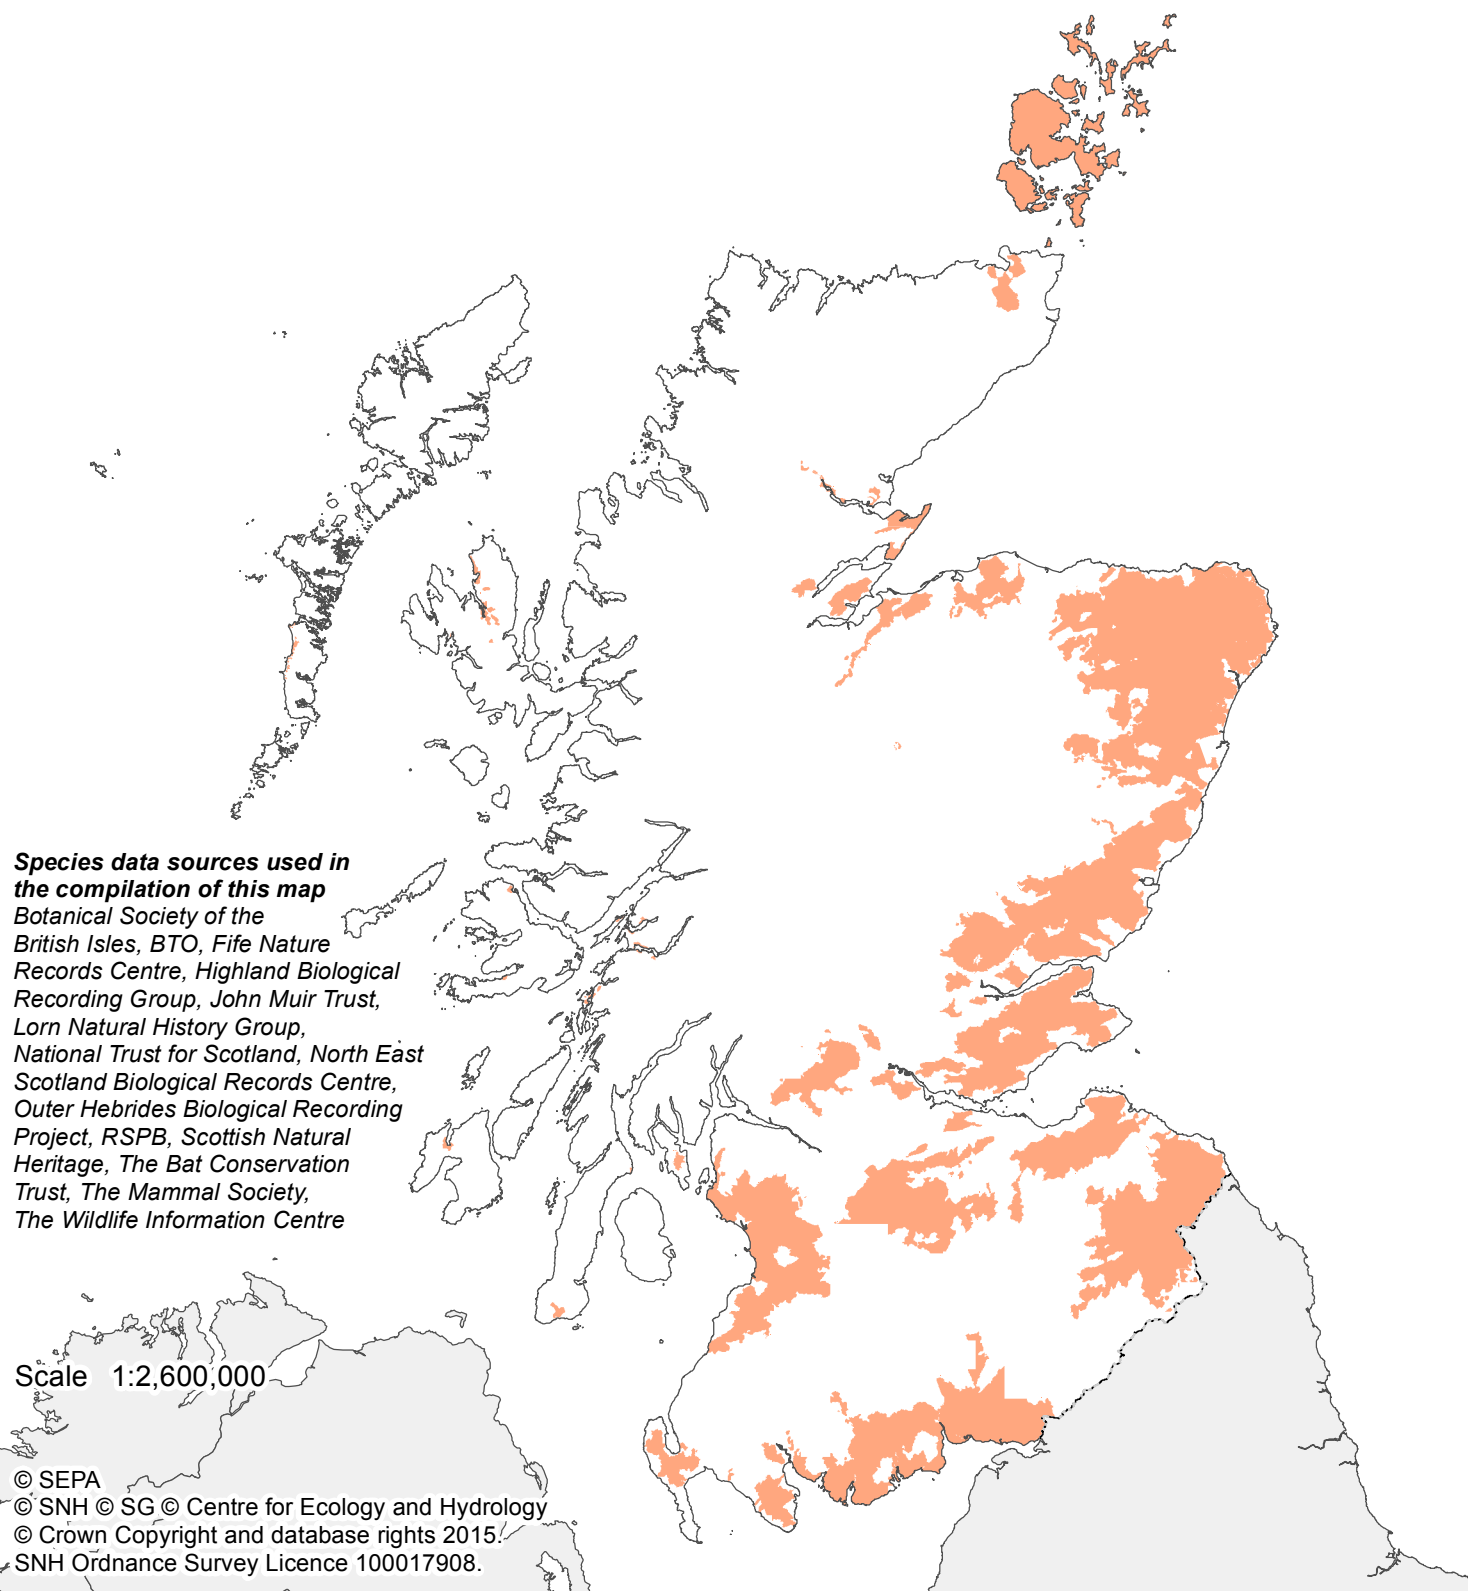 Species data sources used in
the compilation of this map
Botanical Society of the
British Isles, BTO, Fife Nature
Records Centre, Highland Biological
Recording Group, John Muir Trust,
Lorn Natural History Group,
National Trust for Scotland, North East
Scotland Biological Records Centre,
Outer Hebrides Biological Recording
Project, RSPB, Scottish Natural
Heritage, The Bat Conservation
Trust, The Mammal Society,
The Wildlife Information Centre
Scale 1:2,600,000
© SEPA
© SNH © SG © Centre for Ecology and Hydrology
© Crown Copyright and database rights 2015.
SNH Ordnance Survey Licence 100017908.